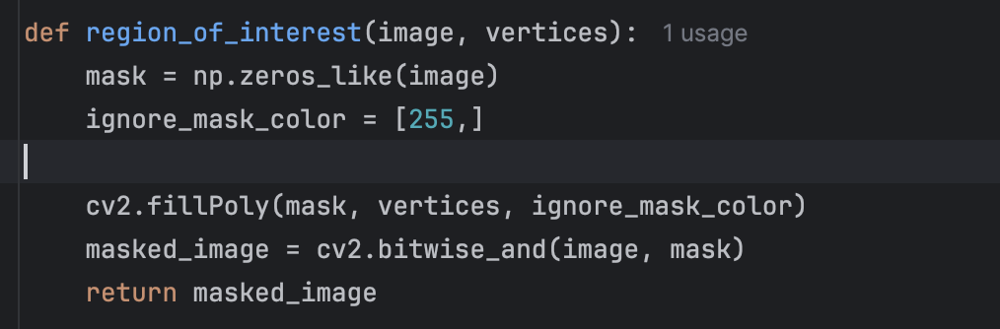 def region_of_interest(image, vertices): 1 usage
    mask = np.zeros_like(image)
    ignore_mask_color = [255,]
    cv2.fillPoly(mask, vertices, ignore_mask_color)
    masked_image = cv2.bitwise_and(image, mask)
    return masked_image